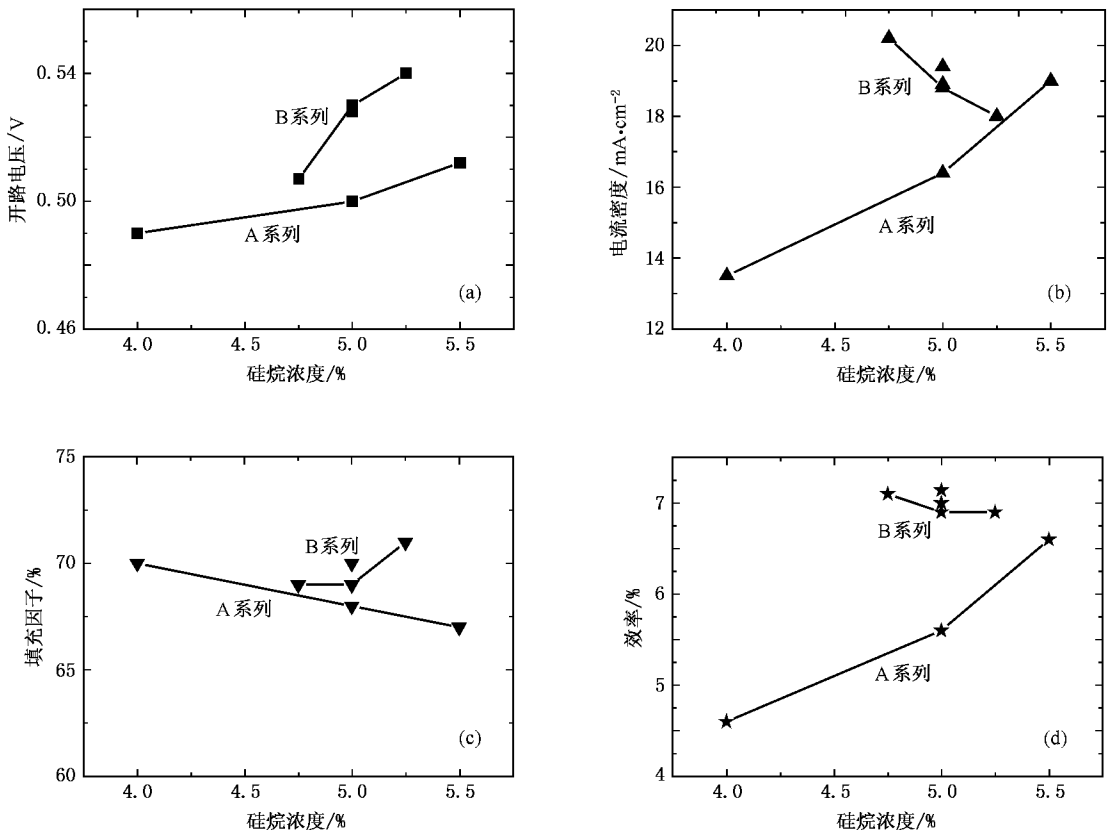 开路电压/V
0.54
0.50
0.46
B系列
A系列
(a)
4.0 4.5 5.0 5.5
硅烷浓度/%
电流密度/mA•cm⁻²
20
18
16
14
12
B系列
A系列
(b)
4.0 4.5 5.0 5.5
硅烷浓度/%
填充因子/%
75
70
65
60
B系列
A系列
(c)
4.0 4.5 5.0 5.5
硅烷浓度/%
效率/%
7
6
5
4
B系列
A系列
(d)
4.0 4.5 5.0 5.5
硅烷浓度/%